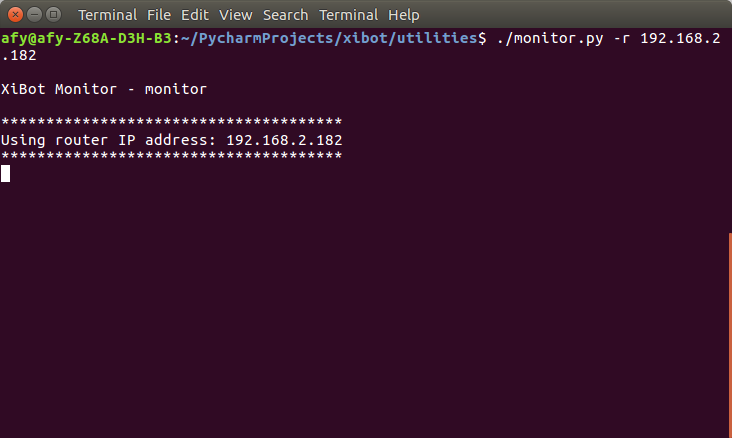 Terminal File Edit View Search Terminal Help
afy@afy-Z68A-D3H-B3:~/PycharmProjects/xibot/utilities$ ./monitor.py -r 192.168.2
.182
XiBot Monitor - monitor
**************************************
Using router IP address: 192.168.2.182
**************************************